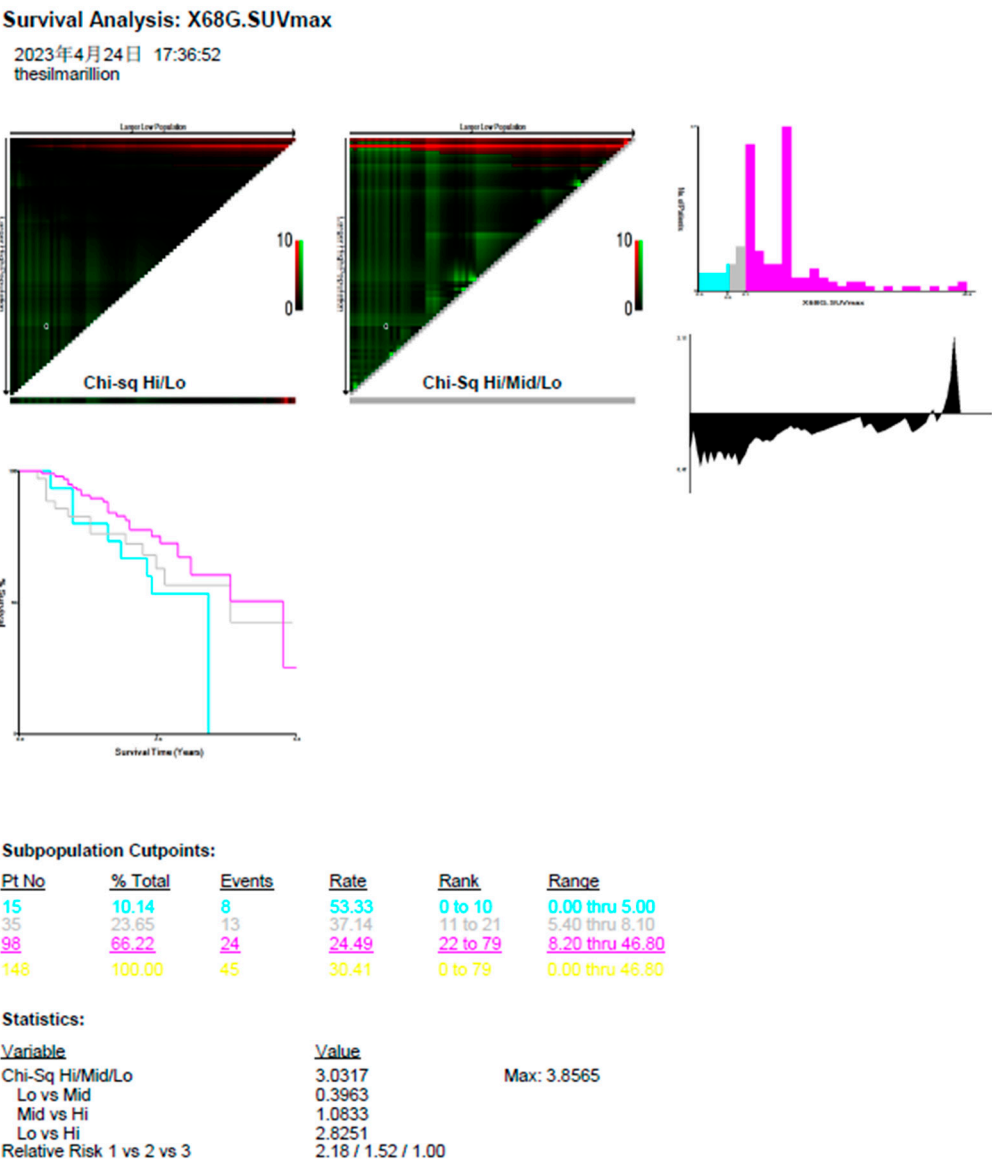 Survival Analysis: X68G.SUVmax
2023年4月24日 17:36:52
thesilmarillion
Larger Low Population
Larger Low Population
No. of Patients
10
0
10
0
X68G.SUVmax
Chi-sq Hi/Lo
Chi-Sq Hi/Mid/Lo
% Survival
Survival Time (Years)
Subpopulation Cutpoints:
Pt No % Total Events Rate Rank Range
15 10.14 8 53.33 0 to 10 0.00 thru 5.00
35 23.65 13 37.14 11 to 21 5.40 thru 8.10
98 66.22 24 24.49 22 to 79 8.20 thru 46.80
148 100.00 45 30.41 0 to 79 0.00 thru 46.80
Statistics:
Variable Value
Chi-Sq Hi/Mid/Lo 3.0317 Max: 3.8565
Lo vs Mid 0.3963
Mid vs Hi 1.0833
Lo vs Hi 2.8251
Relative Risk 1 vs 2 vs 3 2.18 / 1.52 / 1.00